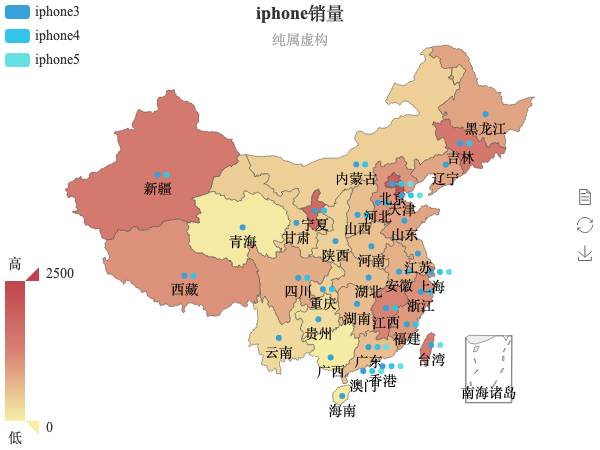 iphone3
iphone4
iphone5
iphone销量
纯属虚构
黑龙江
吉林
内蒙古
辽宁
新疆
北京
天津
河北
宁夏
山西
山东
甘肃
青海
陕西
河南
江苏
西藏
四川
安徽
上海
湖北
重庆
浙江
湖南
江西
贵州
福建
云南
广东
台湾
广西
香港
澳门
海南
南海诸岛
高
2500
0
低